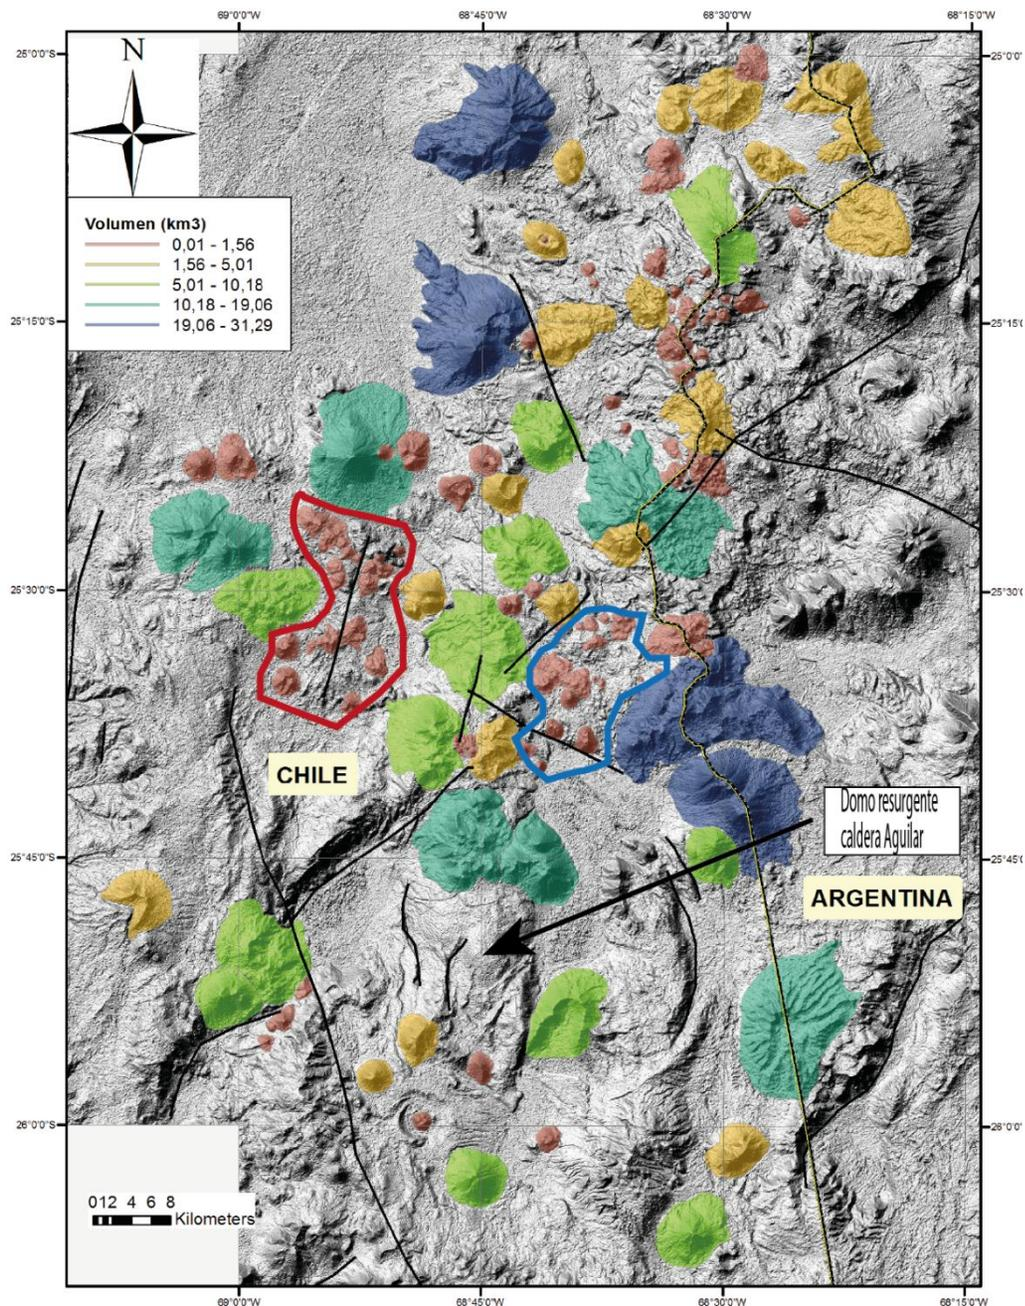 69°0'0"W 68°45'0"W 68°30'0"W 68°15'0"W
25°0'0"S 25°0'0"S
N
Volumen (km3)
0,01 - 1,56
1,56 - 5,01
5,01 - 10,18
10,18 - 19,06
19,06 - 31,29
25°15'0"S 25°15'0"S
25°30'0"S 25°30'0"S
CHILE
Domo resurgente
caldera Aguilar
25°45'0"S 25°45'0"S
ARGENTINA
26°0'0"S 26°0'0"
012 4 6 8
Kilometers
69°0'0"W 68°45'0"W 68°30'0"W 68°15'0"W